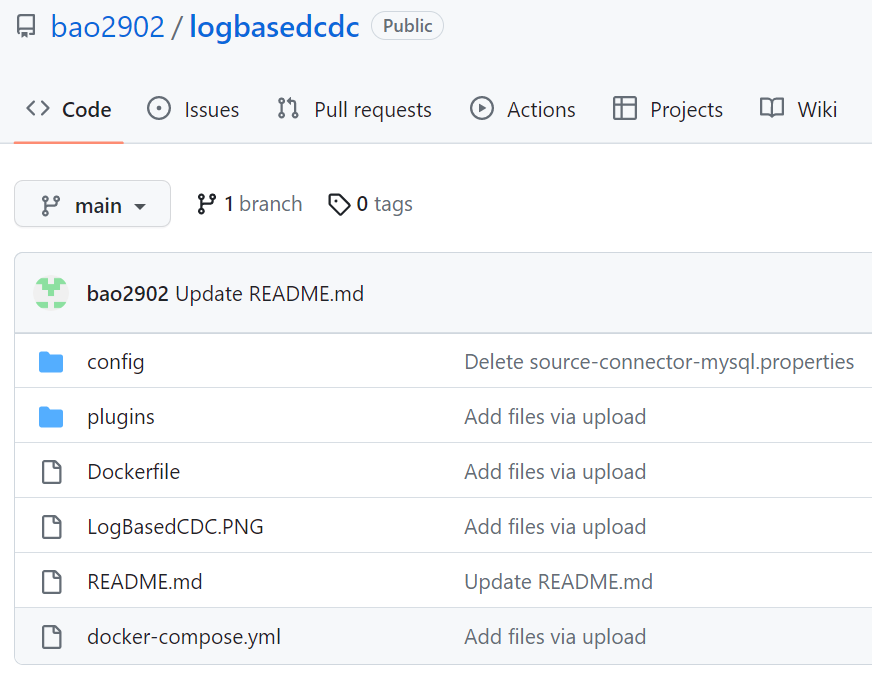 bao2902 / logbasedcdc Public
Code Issues Pull requests Actions Projects Wiki
main 1 branch 0 tags
bao2902 Update README.md
config Delete source-connector-mysql.properties
plugins Add files via upload
Dockerfile Add files via upload
LogBasedCDC.PNG Add files via upload
README.md Update README.md
docker-compose.yml Add files via upload